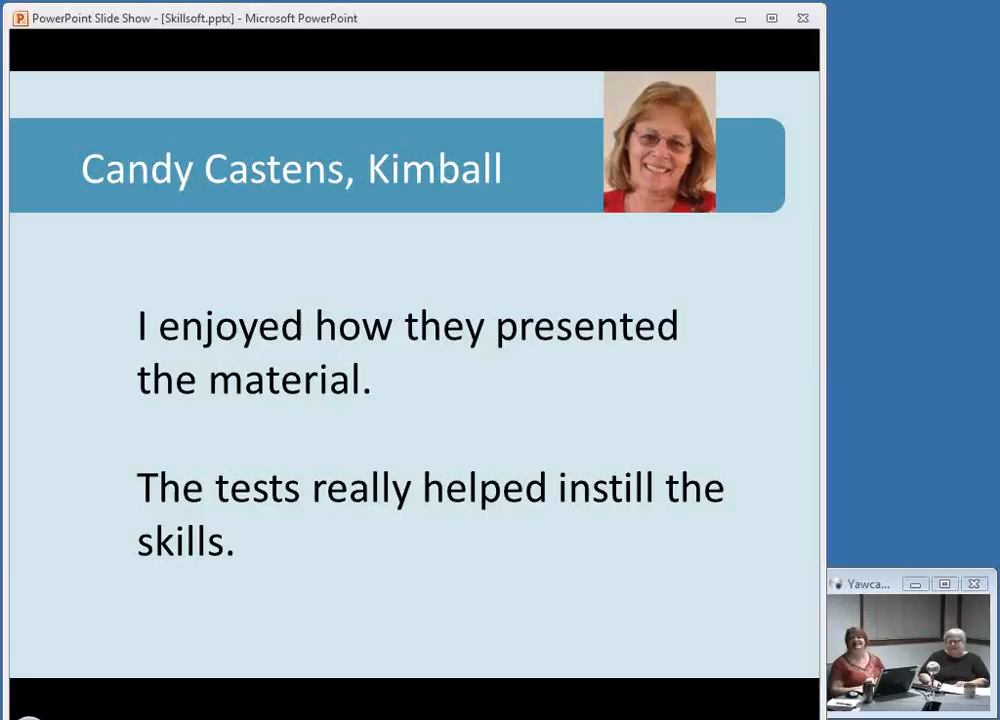 PowerPoint Slide Show - [Skillsoft.pptx] - Microsoft PowerPoint
Candy Castens, Kimball
I enjoyed how they presented
the material.
The tests really helped instill the
skills.
Yawca...